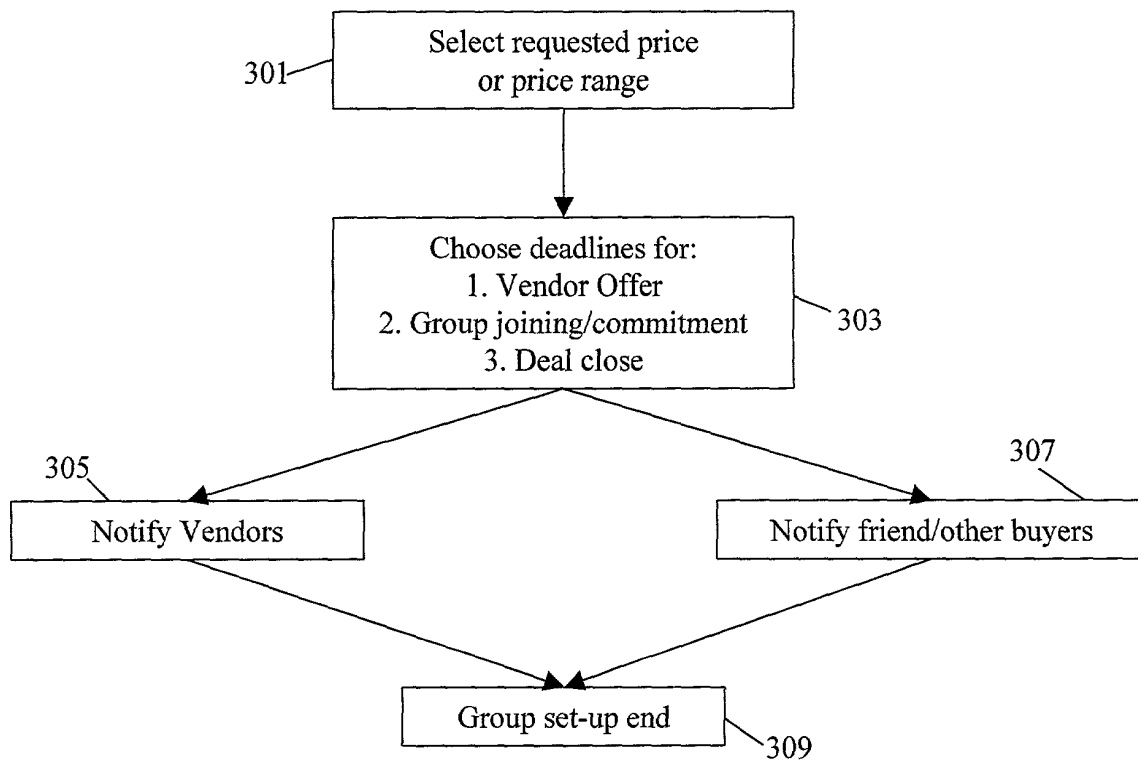 Select requested price
or price range
301
Choose deadlines for:
1. Vendor Offer
2. Group joining/commitment
3. Deal close
303
305
307
Notify Vendors
Notify friend/other buyers
Group set-up end
309